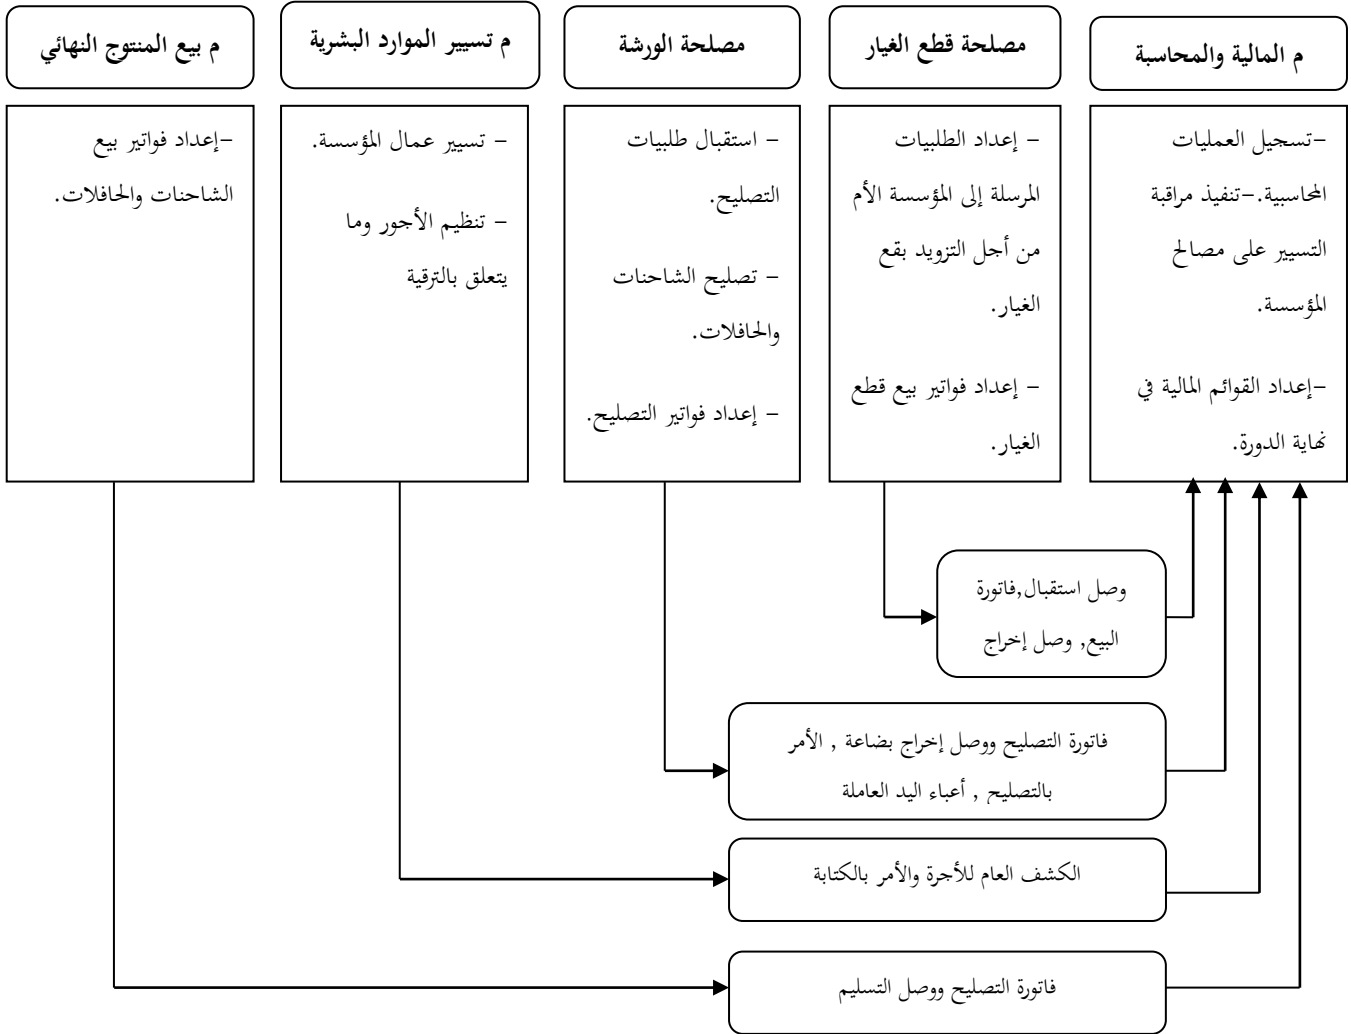 م المالية والمحاسبة
–تسجيل العمليات
المحاسبية.–تنفيذ مراقبة
التسيير على مصالح
المؤسسة.
–إعداد القوائم المالية في
نهاية الدورة.
مصلحة قطع الغيار
– إعداد الطلبيات
المرسلة إلى المؤسسة الأم
من أجل التزويد بقع
الغيار.
– إعداد فواتير بيع قطع
الغيار.
مصلحة الورشة
– استقبال طلبيات
التصليح.
– تصليح الشاحنات
والحافلات.
– إعداد فواتير التصليح.
م تسيير الموارد البشرية
– تسيير عمال المؤسسة.
– تنظيم الأجور وما
يتعلق بالترقية
م بيع المنتوج النهائي
–إعداد فواتير بيع
الشاحنات والحافلات.
وصل استقبال,فاتورة
البيع, وصل إخراج
فاتورة التصليح ووصل إخراج بضاعة , الأمر
بالتصليح , أعباء اليد العاملة
الكشف العام للأجرة والأمر بالكتابة
فاتورة التصليح ووصل التسليم